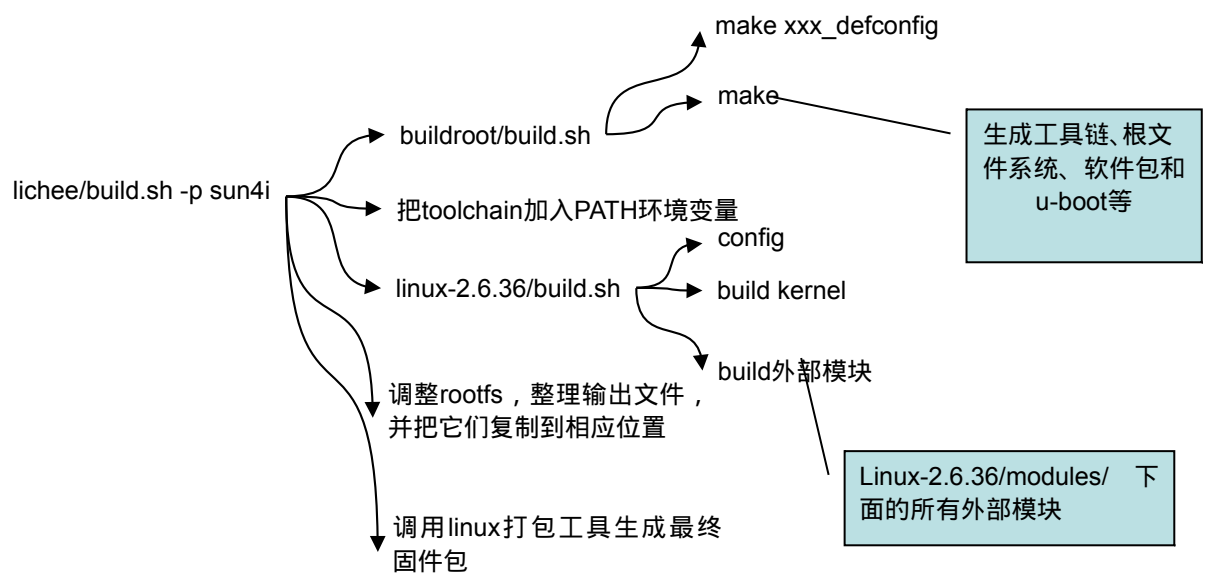 make xxx_defconfig
make
buildroot/build.sh
生成工具链、根文
件系统、软件包和
u-boot等
lichee/build.sh -p sun4i
把toolchain加入PATH环境变量
config
linux-2.6.36/build.sh
build kernel
build外部模块
调整rootfs，整理输出文件，
并把它们复制到相应位置
Linux-2.6.36/modules/ 下
面的所有外部模块
调用linux打包工具生成最终
固件包